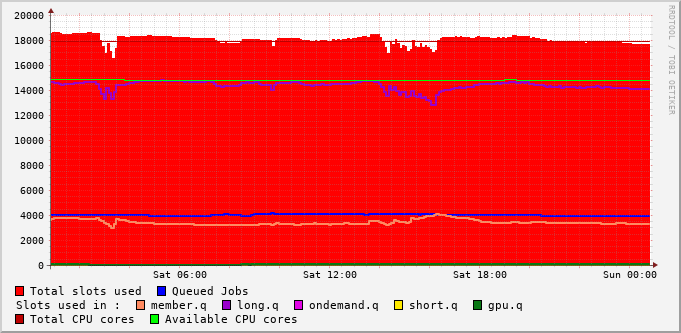 20000
18000
16000
14000
12000
10000
8000
6000
4000
2000
0
Sat 06:00 Sat 12:00 Sat 18:00 Sun 00:00
RRDTOOL / TOBI OETIKER
Total slots used Queued Jobs
Slots used in : member.q long.q ondemand.q short.q gpu.q
Total CPU cores Available CPU cores